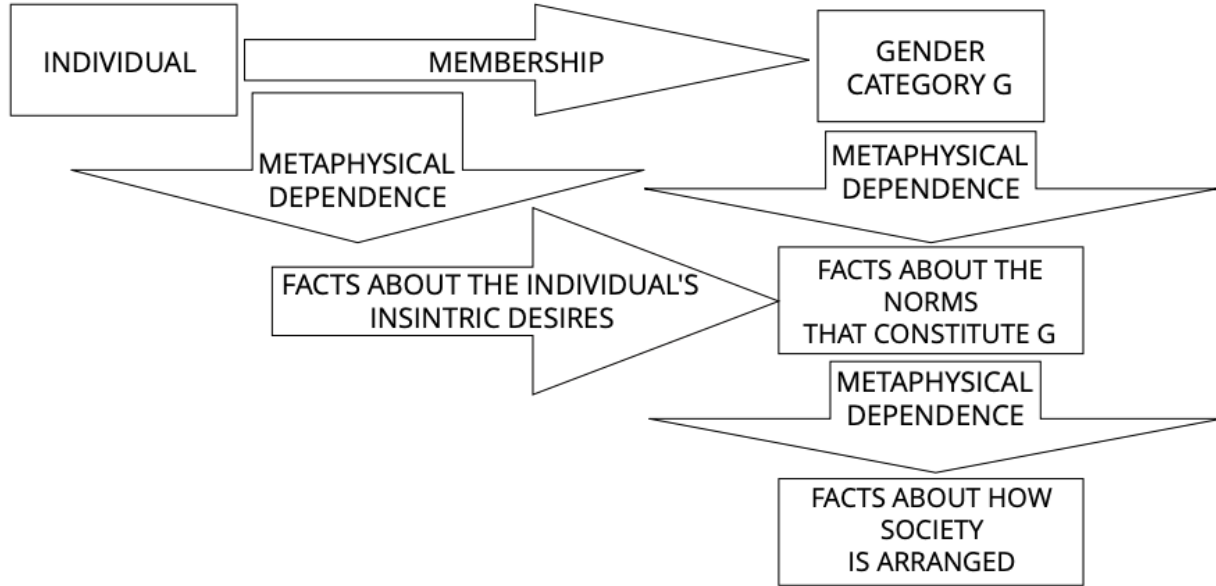 INDIVIDUAL
MEMBERSHIP
GENDER
CATEGORY G
METAPHYSICAL
DEPENDENCE
METAPHYSICAL
DEPENDENCE
FACTS ABOUT THE INDIVIDUAL'S
INSINTRIC DESIRES
FACTS ABOUT THE
NORMS
THAT CONSTITUTE G
METAPHYSICAL
DEPENDENCE
FACTS ABOUT HOW
SOCIETY
IS ARRANGED